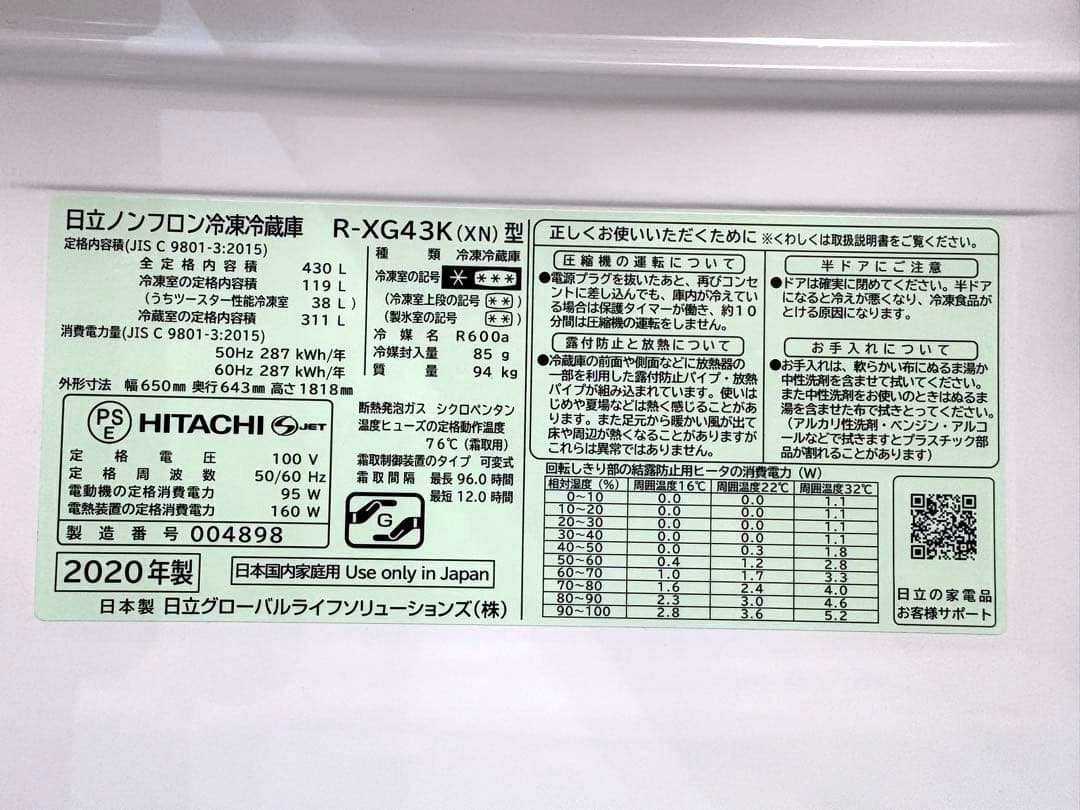 日立ノンフロン冷凍冷蔵庫 R-XG43K(XN)型
定格内容積(JIS C 9801-3:2015)
全定格内容積 430 L
冷凍室の定格内容積 119 L
(うちツースター性能冷凍室 38 L)
冷蔵室の定格内容積 311 L
消費電力量(JIS C 9801-3:2015)
50Hz 287 kWh/年
60Hz 287 kWh/年
外形寸法 幅650mm 奥行643mm 高さ1818mm
種類 冷凍冷蔵庫
冷凍室の記号 * ***
(冷凍室上段の記号 **)
(製氷室の記号 **)
冷媒名 R600a
冷媒封入量 85 g
質量 94 kg
PS
E
HITACHI S JET
定格電圧 100 V
定格周波数 50/60 Hz
電動機の定格消費電力 95 W
電熱装置の定格消費電力 160 W
製造番号 004898
断熱発泡ガス シクロペンタン
温度ヒューズの定格動作温度
76℃(霜取用)
霜取制御装置のタイプ 可変式
霜取間隔 最長 96.0 時間
最短 12.0 時間
G
2020年製
日本国内家庭用 Use only in Japan
日本製 日立グローバルライフソリューションズ(株)
正しくお使いいただくために ※くわしくは取扱説明書をご覧ください。
圧縮機の運転について
●電源プラグを抜いたあと、再びコンセ
ントに差し込んでも、庫内が冷えてい
る場合は保護タイマーが働き、約10
分間は圧縮機の運転をしません。
露付防止と放熱について
●冷蔵庫の前面や側面などに放熱器の
一部を利用した露付防止パイプ・放熱
パイプが組み込まれています。使いは
じめや夏場などは熱く感じることがあ
ります。また足元から暖かい風が出て
床や周辺が熱くなることがありますが
これらは異常ではありません。
半ドアにご注意
●ドアは確実に閉めてください。半ドア
になると冷えが悪くなり、冷凍食品が
とける原因になります。
お手入れについて
●お手入れは、軟らかい布にぬるま湯か
中性洗剤を含ませて拭いてください。
また中性洗剤をお使いのときはぬるま
湯を含ませた布で拭きとってください。
(アルカリ性洗剤・ベンジン・アルコ
ールなどで拭きますとプラスチック部
品が割れることがあります)
回転しきり部の結露防止用ヒータの消費電力(W)
相対湿度(%) 周囲温度16℃ 周囲温度22℃ 周囲温度32℃
0~10 0.0 0.0 1.1
10~20 0.0 0.0 1.1
20~30 0.0 0.0 1.1
30~40 0.0 0.0 1.1
40~50 0.0 0.3 1.8
50~60 0.4 1.2 2.8
60~70 1.0 1.7 3.3
70~80 1.6 2.4 4.0
80~90 2.3 3.0 4.6
90~100 2.8 3.6 5.2
日立の家電品
お客様サポート